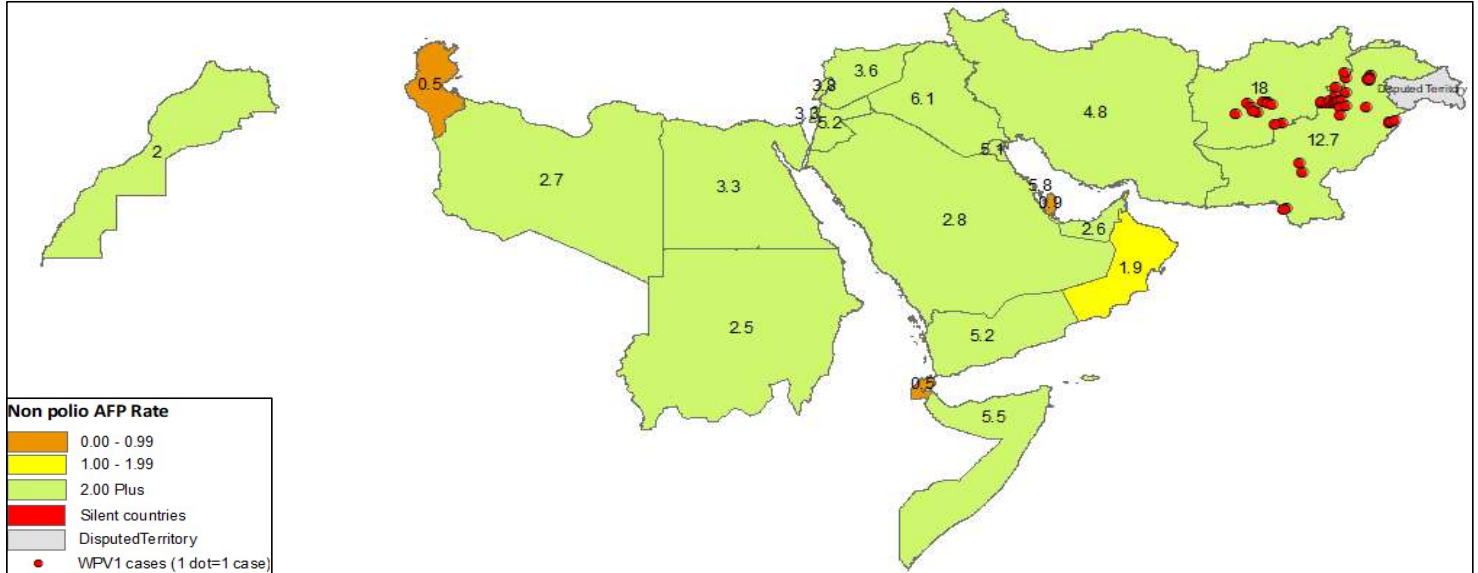 0.5
3.6
3.8
6.1
18
Disputed Territory
3.3
5.2
4.8
12.7
2
5.1
2.7
3.3
5.8
0.9
2.8
2.6
1.9
2.5
5.2
0.5
5.5
Non polio AFP Rate
0.00 - 0.99
1.00 - 1.99
2.00 Plus
Silent countries
DisputedTerritory
WPV1 cases (1 dot=1 case)